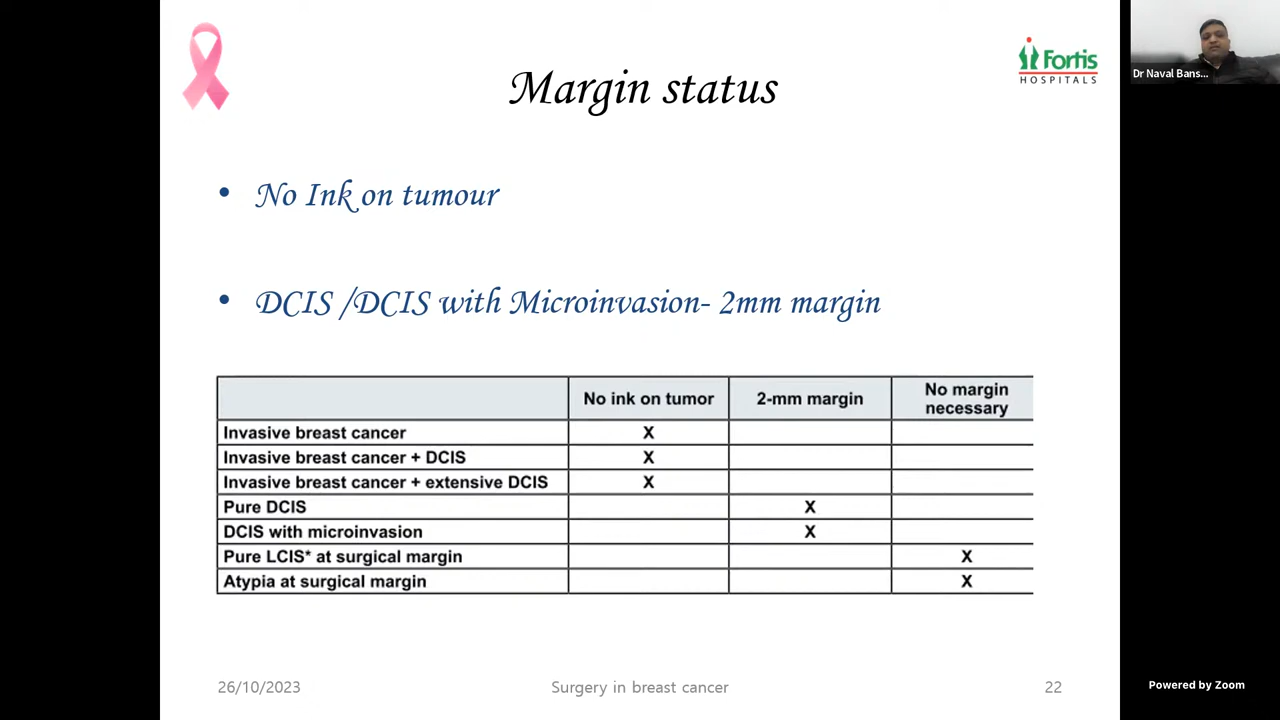 Margin status
Fortis
HOSPITALS
Dr Naval Bans...
• No Ink on tumour
• DCIS /DCIS with Microinvasion- 2mm margin
No ink on tumor 2-mm margin No margin necessary
Invasive breast cancer X
Invasive breast cancer + DCIS X
Invasive breast cancer + extensive DCIS X
Pure DCIS X
DCIS with microinvasion X
Pure LCIS* at surgical margin X
Atypia at surgical margin X
26/10/2023 Surgery in breast cancer 22
Powered by Zoom